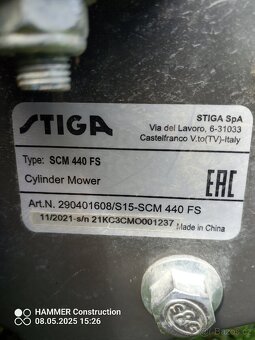 STIGA
STIGA SpA
Via del Lavoro, 6-31033
Castelfranco V.to(TV)-Italy
Type: SCM 440 FS
Cylinder Mower
EAC
Art.N. 290401608/S15-SCM 440 FS
11/2021-s/n 21KC3CMO001237
Made in China
HAMMER Construction
08.05.2025 15:26